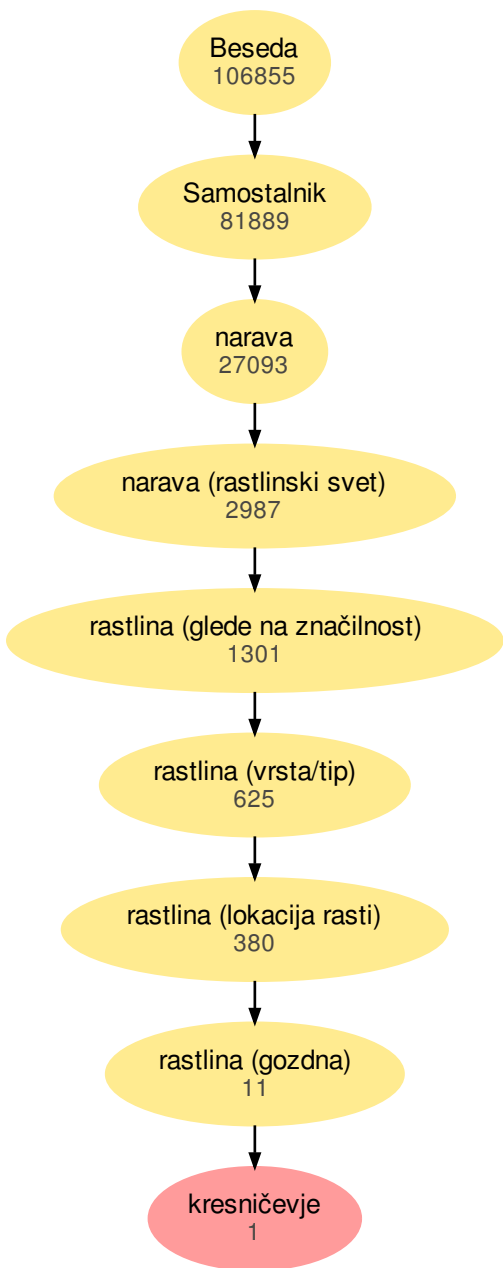 Beseda
106855
Samostalnik
81889
narava
27093
narava (rastlinski svet)
2987
rastlina (glede na značilnost)
1301
rastlina (vrsta/tip)
625
rastlina (lokacija rasti)
380
rastlina (gozdna)
11
kresničevje
1